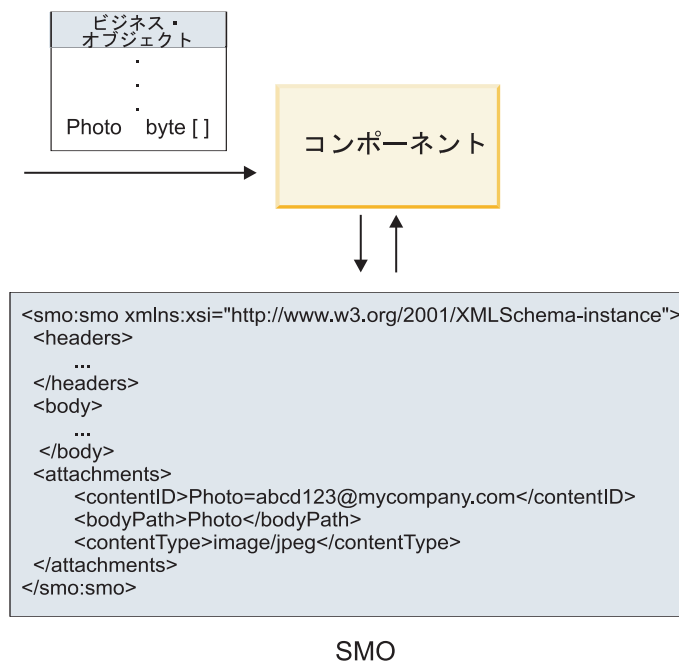 ビジネス・
オブジェクト
.
.
.
Photo byte [ ]
コンポーネント
<smo:smo xmlns:xsi="http://www.w3.org/2001/XMLSchema-instance">
<headers>
...
</headers>
<body>
...
</body>
<attachments>
<contentID>Photo=abcd123@mycompany.com</contentID>
<bodyPath>Photo</bodyPath>
<contentType>image/jpeg</contentType>
</attachments>
</smo:smo>
SMO